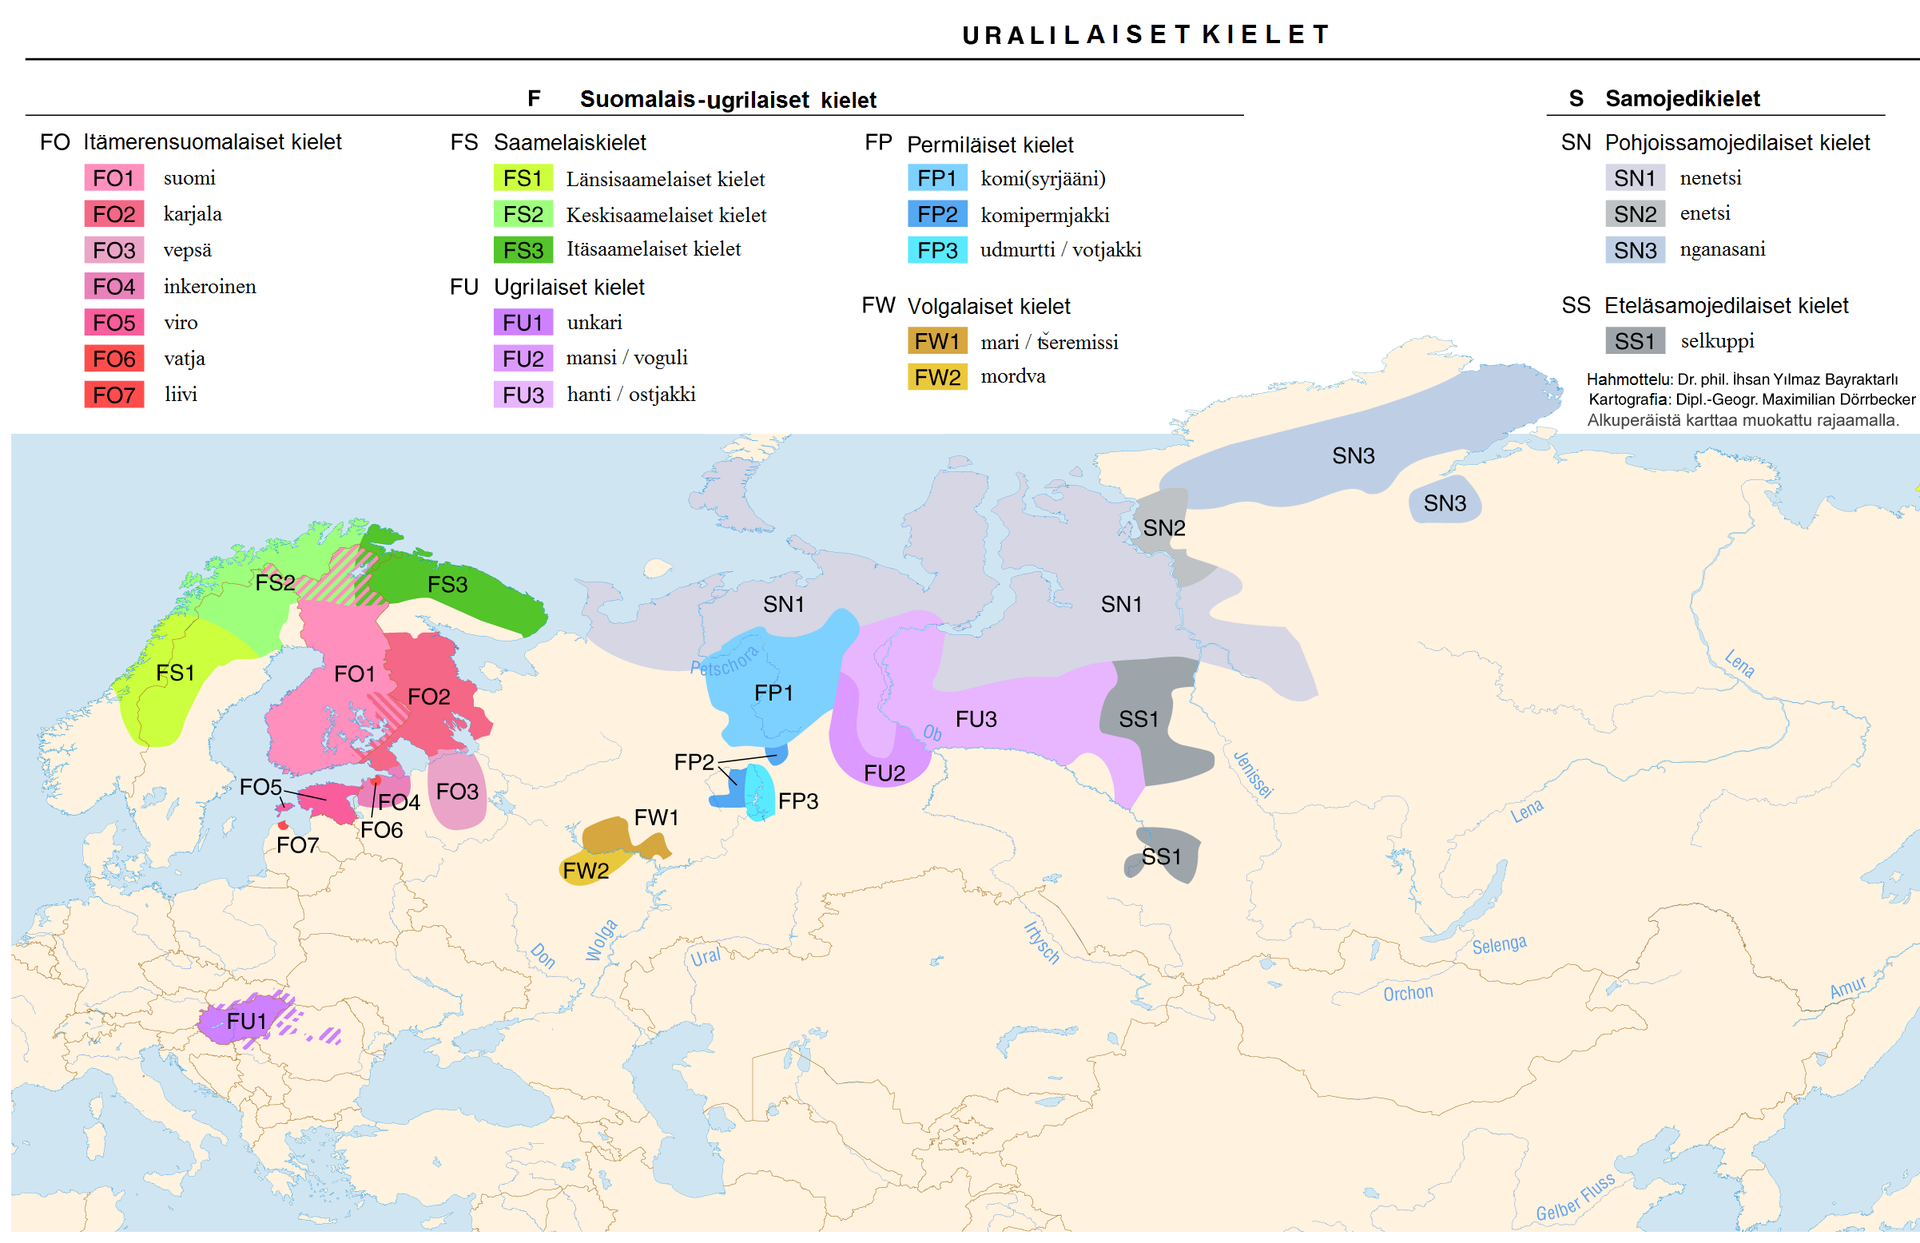 URALILAISET KIELET
F Suomalais-ugrilaiset kielet
S Samojedikielet
FO Itämerensuomalaiset kielet
FO1 suomi
FO2 karjala
FO3 vepsä
FO4 inkeroinen
FO5 viro
FO6 vatja
FO7 liivi
FS Saamelaiskielet
FS1 Länsisaamelaiset kielet
FS2 Keskisaamelaiset kielet
FS3 Itäsaamelaiset kielet
FU Ugrilaiset kielet
FU1 unkari
FU2 mansi / voguli
FU3 hanti / ostjakki
FP Permiläiset kielet
FP1 komi(syrjääni)
FP2 komipermjakki
FP3 udmurtti / votjakki
FW Volgalaiset kielet
FW1 mari / tšeremissi
FW2 mordva
SN Pohjoissamojedilaiset kielet
SN1 nenetsi
SN2 enetsi
SN3 nganasani
SS Eteläsamojedilaiset kielet
SS1 selkuppi
Hahmottelu: Dr. phil. İhsan Yılmaz Bayraktarlı
Kartografia: Dipl.-Geogr. Maximilian Dörrbecker
Alkuperäistä karttaa muokattu rajaamalla.
SN3
SN3
SN2
FS2
FS3
SN1
SN1
Petschora
Lena
FS1
FO1
FO2
FP1
FU3
SS1
Ob
FP2
FU2
Jenissei
FO5
FO4
FO3
FP3
Lena
FO6
FW1
FO7
FW2
SS1
Don
Wolga
Ural
Irtysch
Selenga
Orchon
Amur
FU1
Gelber Fluss